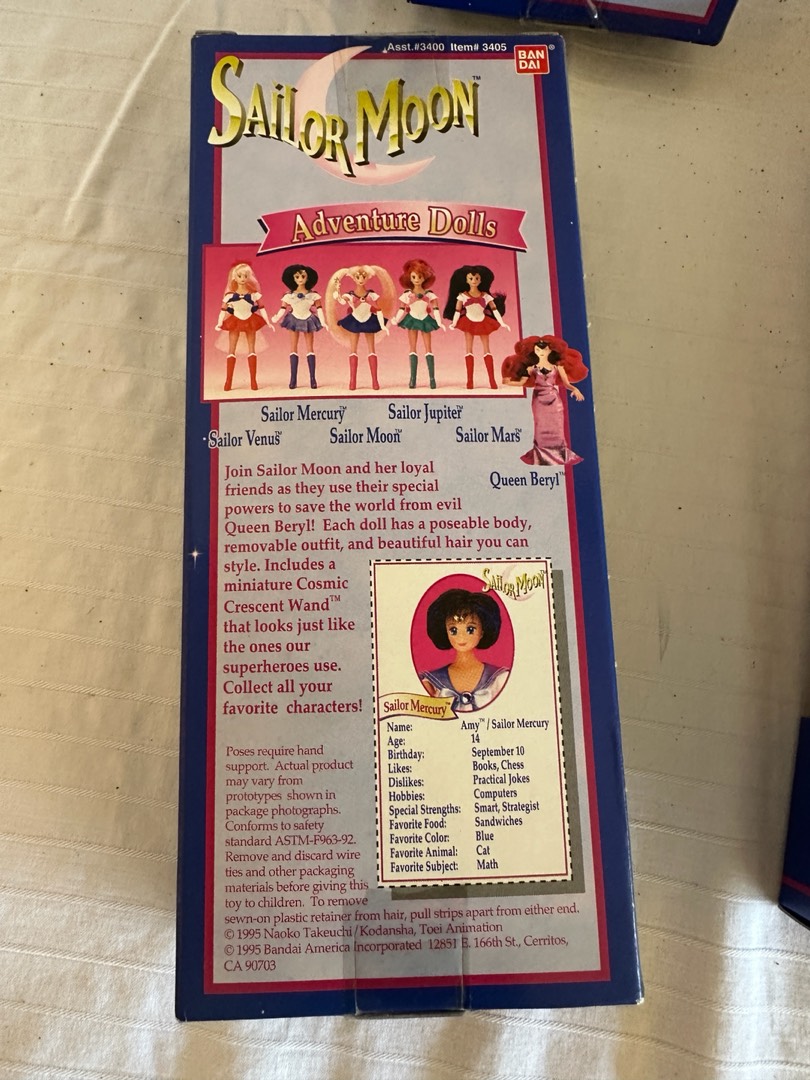 Asst.#3400 Item# 3405
BAN
DAI®
SAILOR MOON™
Adventure Dolls
Sailor Mercury™ Sailor Jupiter™
Sailor Venus™ Sailor Moon™ Sailor Mars™
Queen Beryl™
Join Sailor Moon and her loyal
friends as they use their special
powers to save the world from evil
Queen Beryl! Each doll has a poseable body,
removable outfit, and beautiful hair you can
style. Includes a
miniature Cosmic
Crescent Wand™
that looks just like
the ones our
superheroes use.
Collect all your
favorite characters!
SAILOR MOON™
Sailor Mercury™
Name: Amy™/Sailor Mercury
Age: 14
Birthday: September 10
Likes: Books, Chess
Dislikes: Practical Jokes
Hobbies: Computers
Special Strengths: Smart, Strategist
Favorite Food: Sandwiches
Favorite Color: Blue
Favorite Animal: Cat
Favorite Subject: Math
Poses require hand
support. Actual product
may vary from
prototypes shown in
package photographs.
Conforms to safety
standard ASTM-F963-92.
Remove and discard wire
ties and other packaging
materials before giving this
toy to children. To remove
sewn-on plastic retainer from hair, pull strips apart from either end.
© 1995 Naoko Takeuchi/Kodansha, Toei Animation
© 1995 Bandai America Incorporated 12851 E. 166th St., Cerritos,
CA 90703